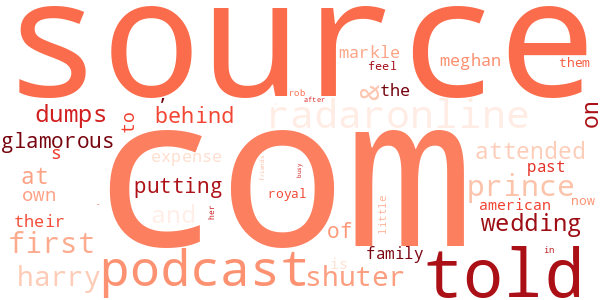 source
rob
after
markle
feel
meghan
them
,
&
the
dumps
to
behind
radaronline
on
glamorous
s
com
expense
friends
busy
attended
at
own
putting
royal
past
prince
now
their
and
her
little
american
wedding
first
of
family
in
harry
podcast
is
shuter
told